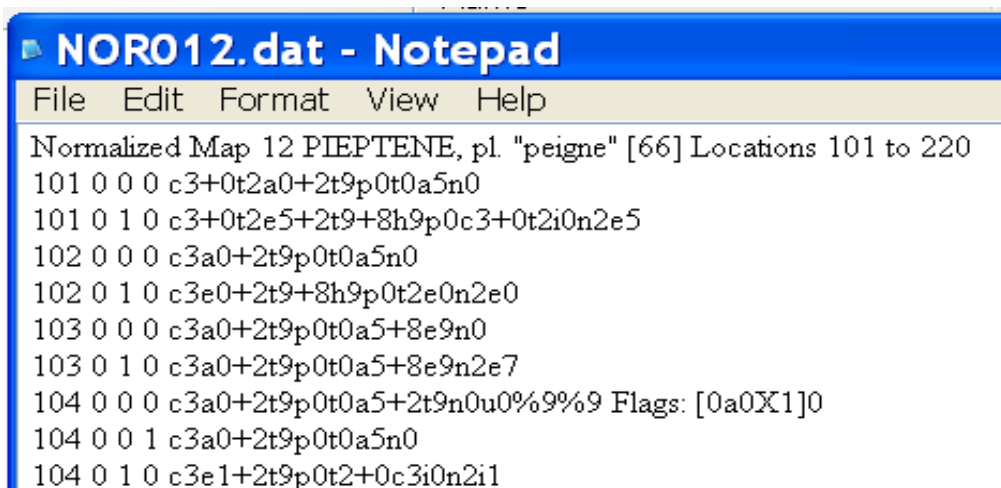 NOR012.dat - Notepad
File Edit Format View Help
Normalized Map 12 PIEPTENE, pl. "peigne" [66] Locations 101 to 220
101 0 0 0 c3+0t2a0+2t9p0t0a5n0
101 0 1 0 c3+0t2e5+2t9+8h9p0c3+0t2i0n2e5
102 0 0 0 c3a0+2t9p0t0a5n0
102 0 1 0 c3e0+2t9+8h9p0t2e0n2e0
103 0 0 0 c3a0+2t9p0t0a5+8e9n0
103 0 1 0 c3a0+2t9p0t0a5+8e9n2e7
104 0 0 0 c3a0+2t9p0t0a5+2t9n0u0%9%9 Flags: [0a0X1]0
104 0 0 1 c3a0+2t9p0t0a5n0
104 0 1 0 c3e1+2t9p0t2+0c3i0n2i1